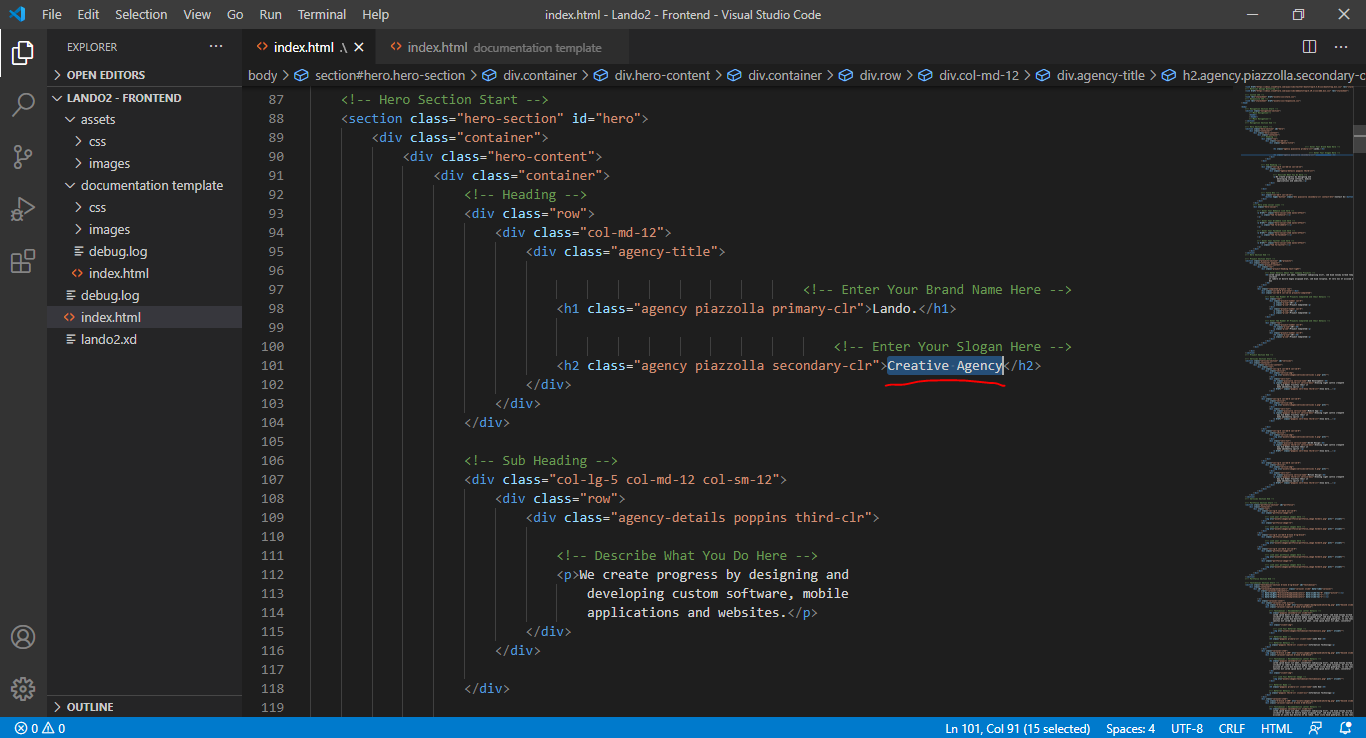 File Edit Selection View Go Run Terminal Help
index.html - Lando2 - Frontend - Visual Studio Code
EXPLORER
OPEN EDITORS
LANDO2 - FRONTEND
assets
css
images
documentation template
css
images
debug.log
index.html
debug.log
index.html
lando2.xd
OUTLINE
index.html .\
index.html documentation template
body > section#hero.hero-section > div.container > div.hero-content > div.container > div.row > div.col-md-12 > div.agency-title > h2.agency.piazzolla.secondary-c
87 <!-- Hero Section Start -->
88 <section class="hero-section" id="hero">
89 <div class="container">
90 <div class="hero-content">
91 <div class="container">
92 <!-- Heading -->
93 <div class="row">
94 <div class="col-md-12">
95 <div class="agency-title">
96
97 <!-- Enter Your Brand Name Here -->
98 <h1 class="agency piazzolla primary-clr">Lando.</h1>
99
100 <!-- Enter Your Slogan Here -->
101 <h2 class="agency piazzolla secondary-clr">Creative Agency</h2>
102 </div>
103 </div>
104 </div>
105
106 <!-- Sub Heading -->
107 <div class="col-lg-5 col-md-12 col-sm-12">
108 <div class="row">
109 <div class="agency-details poppins third-clr">
110
111 <!-- Describe What You Do Here -->
112 <p>We create progress by designing and
113 developing custom software, mobile
114 applications and websites.</p>
115 </div>
116 </div>
117
118 </div>
119
0 0
Ln 101, Col 91 (15 selected) Spaces: 4 UTF-8 CRLF HTML